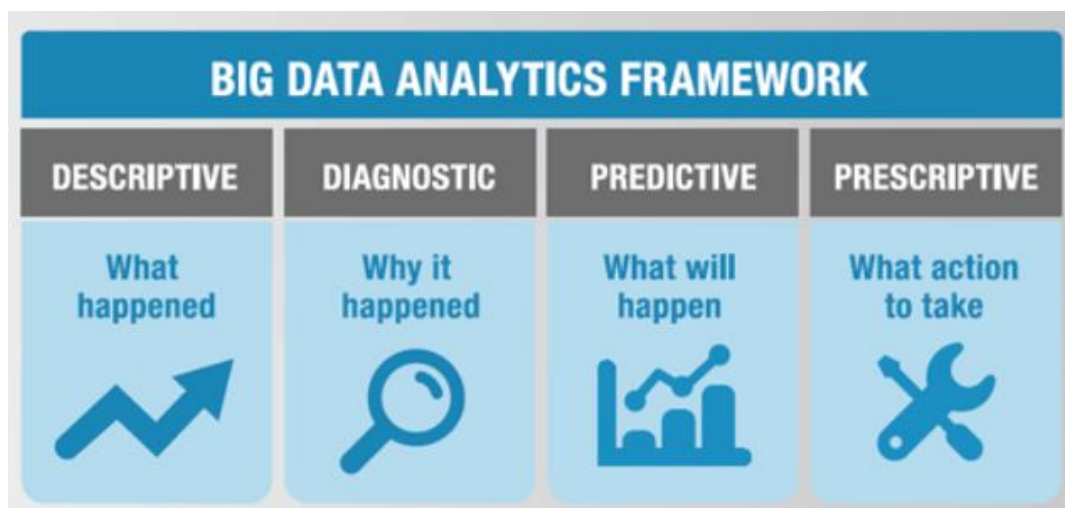 BIG DATA ANALYTICS FRAMEWORK
DESCRIPTIVE
What
happened
DIAGNOSTIC
Why it
happened
PREDICTIVE
What will
happen
PRESCRIPTIVE
What action
to take